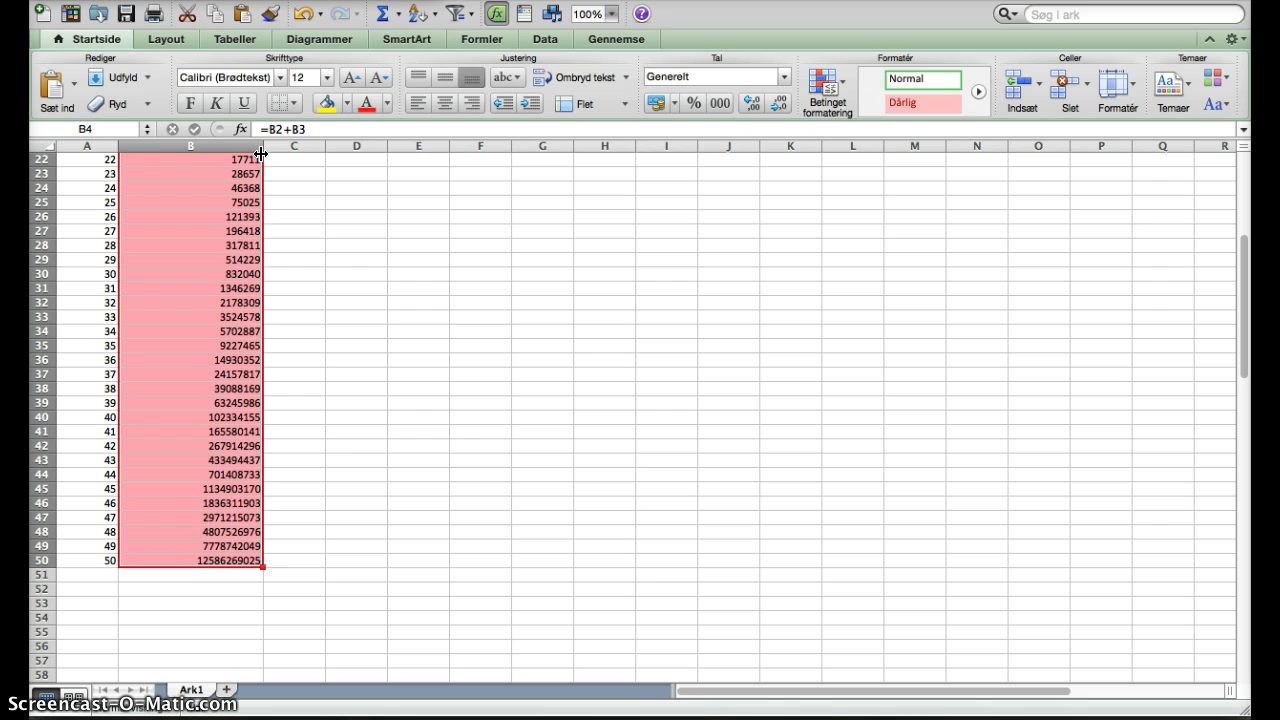 100% Søg i ark
Startside Layout Tabeller Diagrammer SmartArt Formler Data Gennemse
Rediger Skrifttype Justering Tal Formatér Celler Temaer
Sæt ind Udfyld Ryd Calibri (Brødtekst) 12 A A abc Ombryd tekst Generelt Normal
F K U A Flet % 000 Betinget formatering Dårlig Indsæt Slet Formatér Temaer Aa
B4 fx =B2+B3
A B C D E F G H I J K L M N O P Q R
22 22 17711
23 23 28657
24 24 46368
25 25 75025
26 26 121393
27 27 196418
28 28 317811
29 29 514229
30 30 832040
31 31 1346269
32 32 2178309
33 33 3524578
34 34 5702887
35 35 9227465
36 36 14930352
37 37 24157817
38 38 39088169
39 39 63245986
40 40 102334155
41 41 165580141
42 42 267914296
43 43 433494437
44 44 701408733
45 45 1134903170
46 46 1836311903
47 47 2971215073
48 48 4807526976
49 49 7778742049
50 50 12586269025
51
52
53
54
55
56
57
58
Ark1
Screencast-O-Matic.com